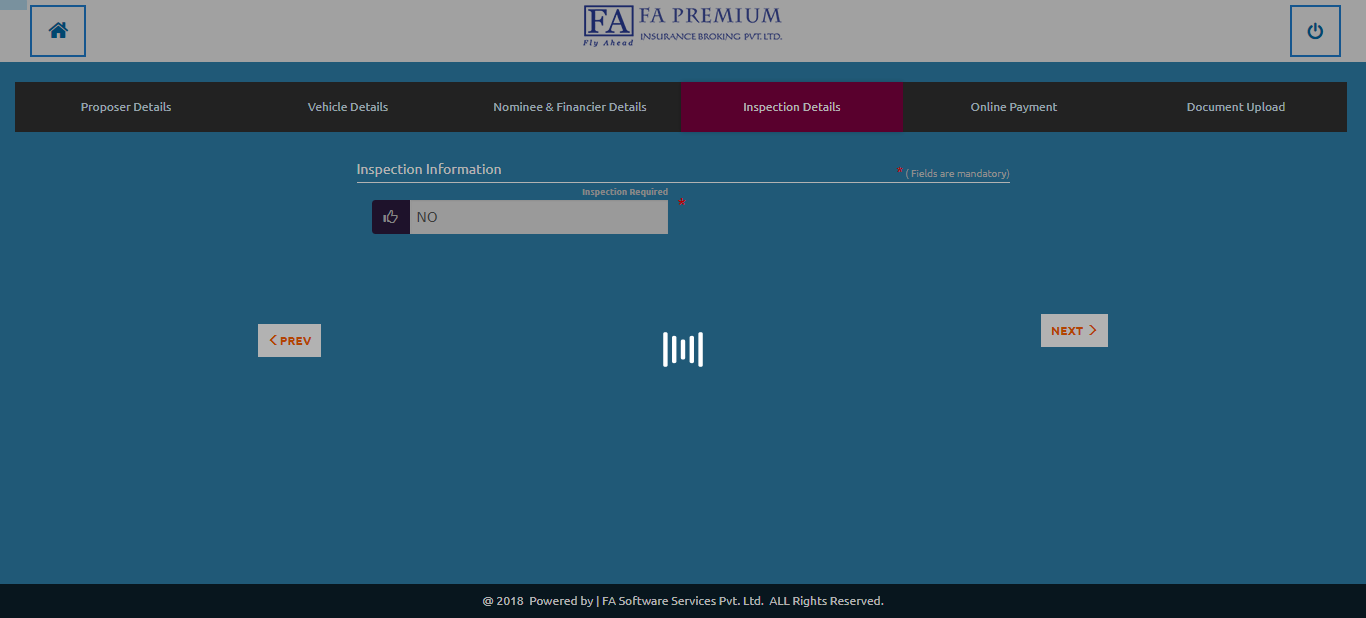 FA
Fly Ahead
FA PREMIUM
INSURANCE BROKING PVT. LTD.
Proposer Details
Vehicle Details
Nominee & Financier Details
Inspection Details
Online Payment
Document Upload
Inspection Information
* ( Fields are mandatory)
Inspection Required
NO
*
PREV
NEXT
@ 2018 Powered by | FA Software Services Pvt. Ltd. ALL Rights Reserved.